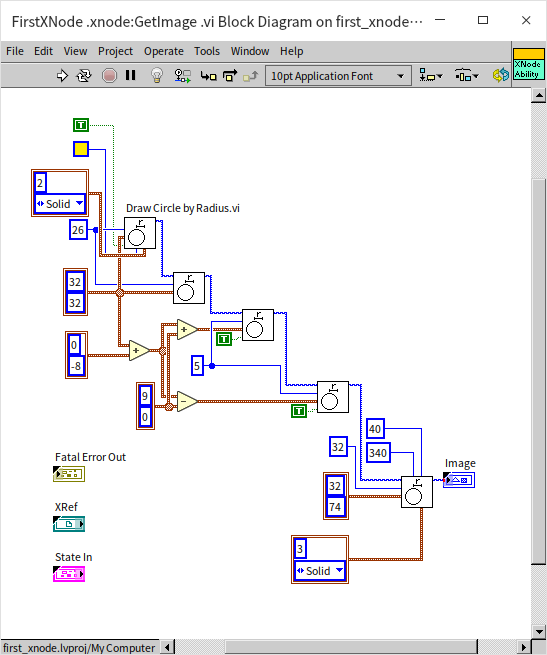 FirstXNode .xnode:GetImage .vi Block Diagram on first_xnode···
File Edit View Project Operate Tools Window Help
10pt Application Font
XNode
Ability
T
2
Solid
Draw Circle by Radius.vi
26
r
32
32
r
r
0
-8
+
+
T
5
r
9
0
-
T
40
32
340
Image
Fatal Error Out
r
32
74
XRef
3
State In
Solid
first_xnode.lvproj/My Computer